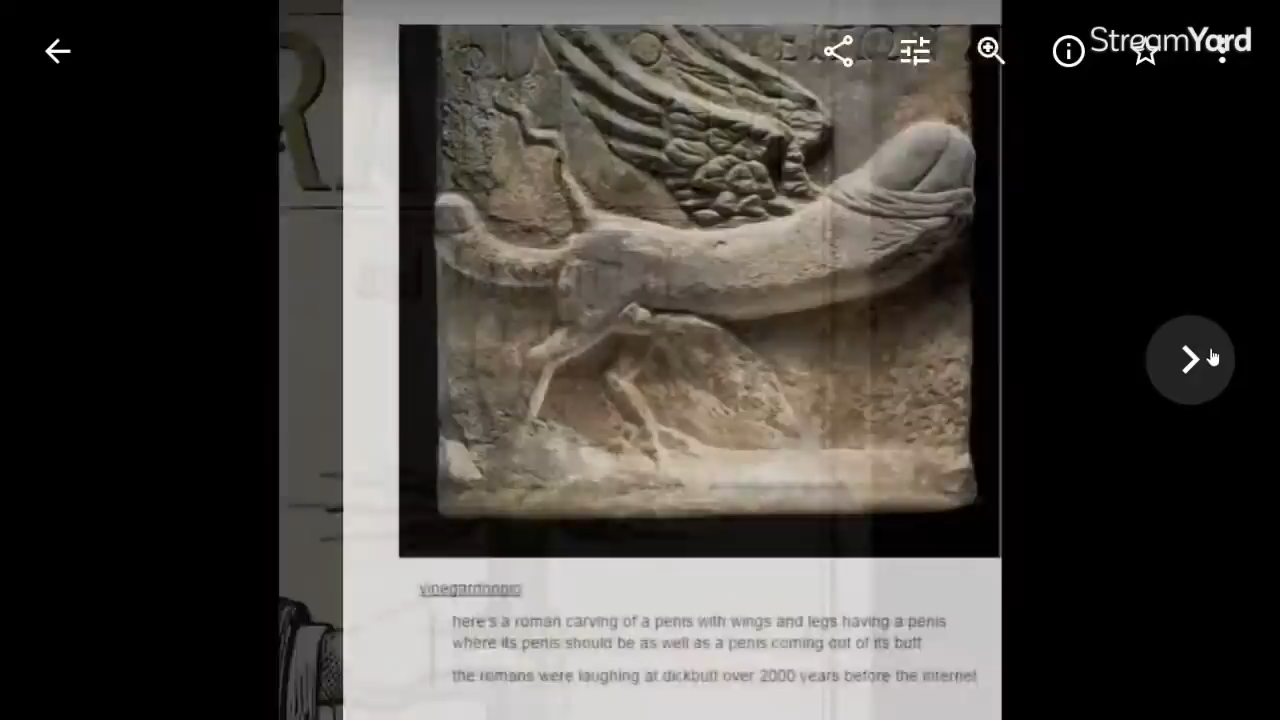 StreamYard
here's a roman carving of a penis with wings and legs having a penis
where its penis should be as well as a penis coming out of its butt
the romans were laughing at dickbutt over 2000 years before the internet